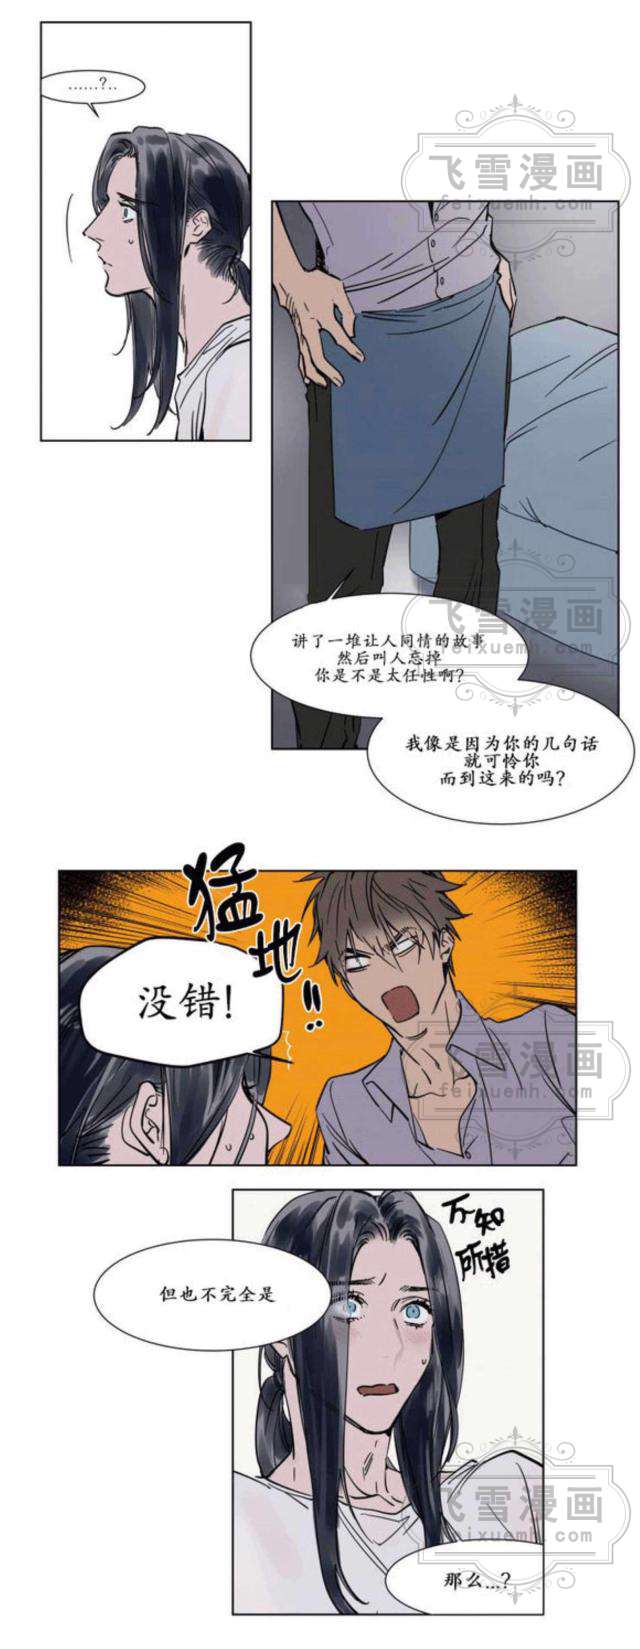 ......?..
飞雪漫画
feixuemh.com
讲了一堆让人同情的故事
然后叫人忘掉
你是不是太任性啊?
飞雪漫画
feixuemh.com
我像是因为你的几句话
就可怜你
而到这来的吗?
猛地!!
没错!
飞雪漫画
feixuemh.com
不知
所措
但也不完全是
飞雪漫画
feixuemh.com
那么...?